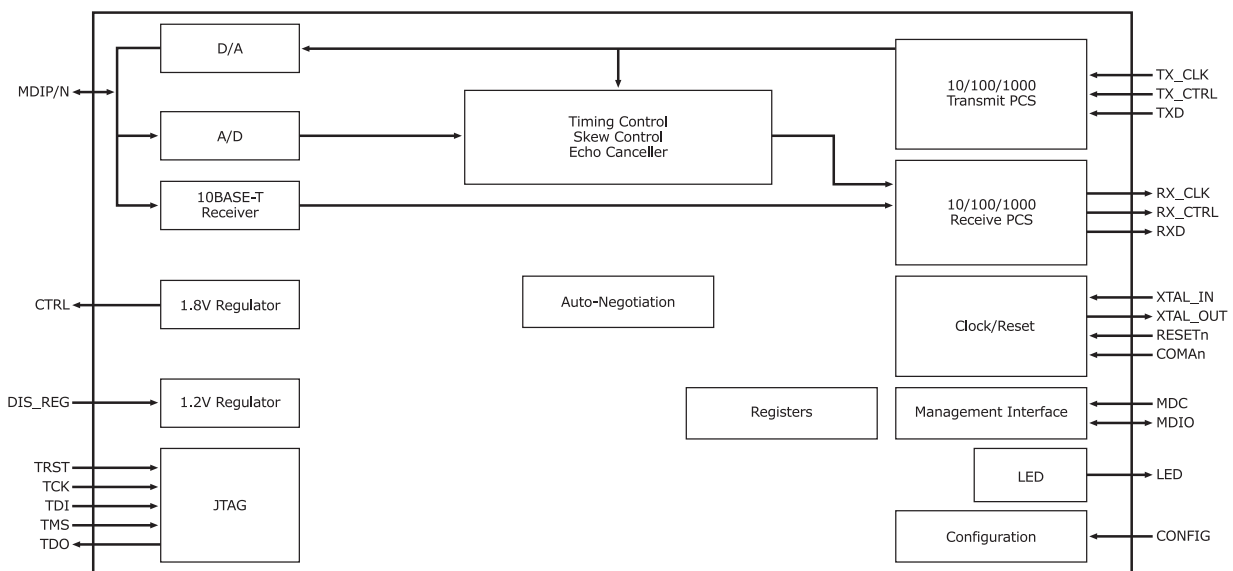 D/A
MDIP/N
A/D
10BASE-T
Receiver
Timing Control
Skew Control
Echo Canceller
10/100/1000
Transmit PCS
TX_CLK
TX_CTRL
TXD
10/100/1000
Receive PCS
RX_CLK
RX_CTRL
RXD
CTRL
1.8V Regulator
Auto-Negotiation
Clock/Reset
XTAL_IN
XTAL_OUT
RESETn
COMAn
DIS_REG
1.2V Regulator
Registers
Management Interface
MDC
MDIO
TRST
TCK
TDI
TMS
TDO
JTAG
LED
LED
Configuration
CONFIG